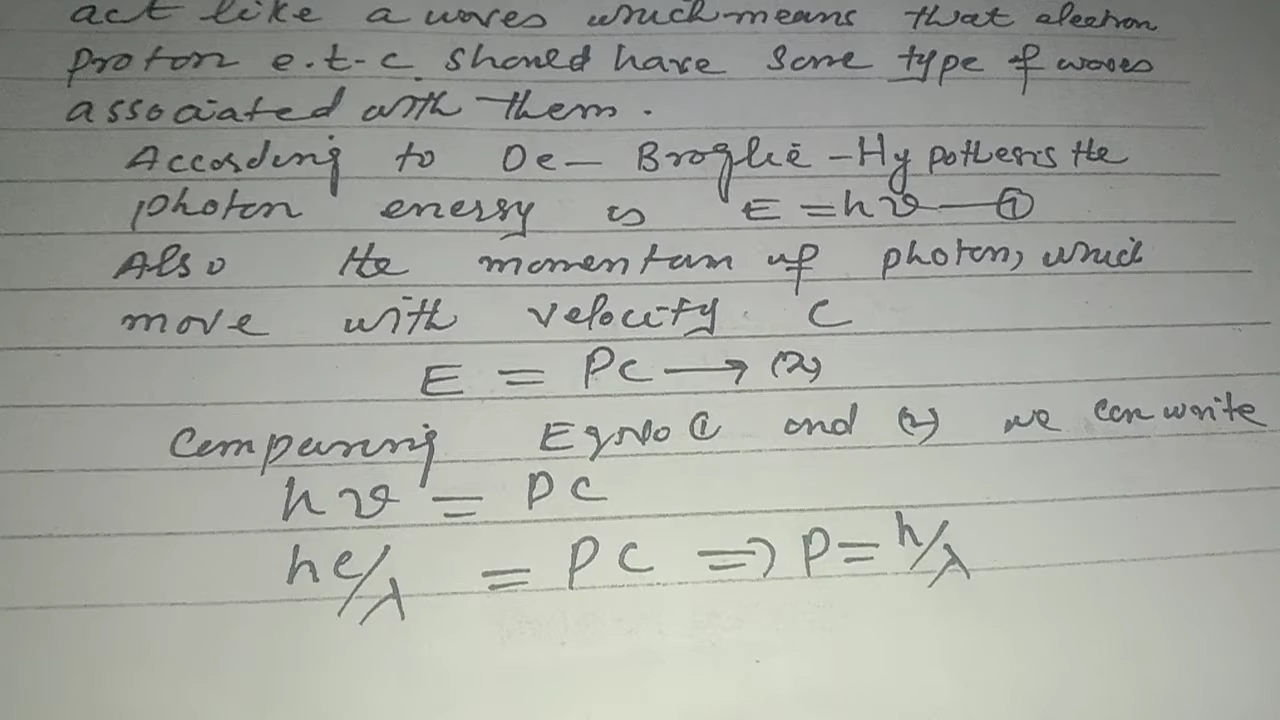 act like a waves which means that electron
proton e.t.c should have some type of waves
associated with them.
According to De-Broglie-Hypothesis the
photon energy is E = hν —①
Also the momentum of photon, which
move with velocity C
E = PC → (2)
Comparing Eqn No ① and (2) we can write
hν = PC
hc/λ = PC ⇒ P = h/λ